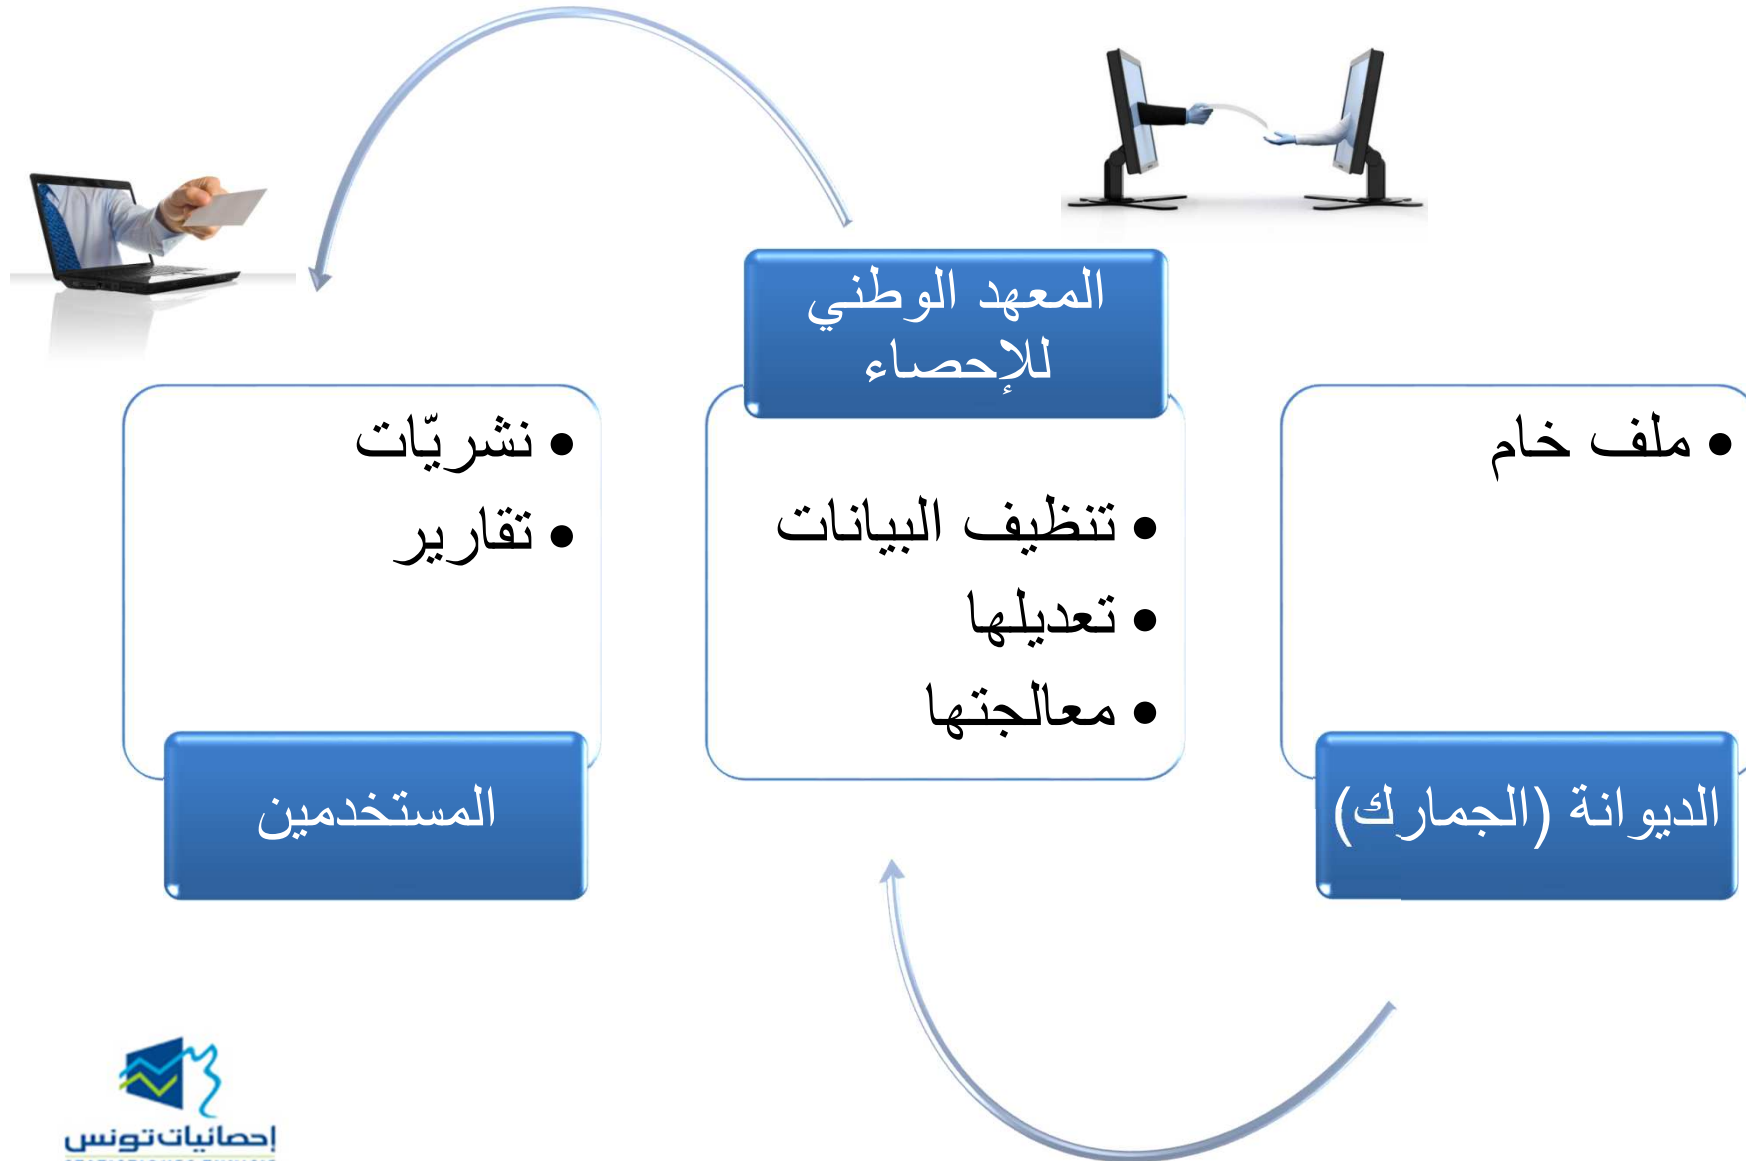 • ملف خام
الديوانة (الجمارك)
المعهد الوطني
للإحصاء
• تنظيف البيانات
• تعديلها
• معالجتها
• نشريّات
• تقارير
المستخدمين
إحصائيات تونس